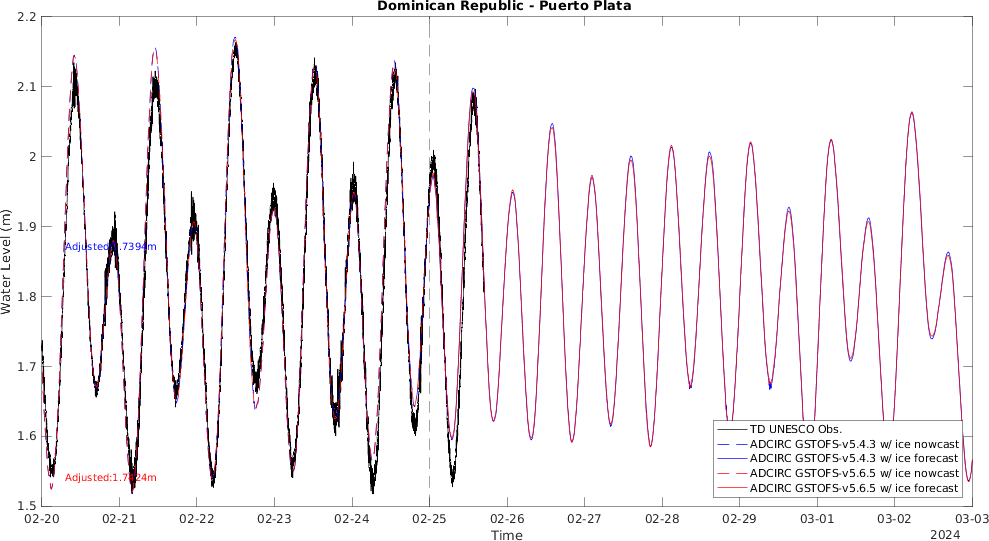 Dominican Republic - Puerto Plata
2.2
2.1
2
1.9
1.8
1.7
1.6
1.5
Water Level (m)
02-20
02-21
02-22
02-23
02-24
02-25
02-26
02-27
02-28
02-29
03-01
03-02
03-03
Time
2024
TD UNESCO Obs.
ADCIRC GSTOFS-v5.4.3 w/ ice nowcast
ADCIRC GSTOFS-v5.4.3 w/ ice forecast
ADCIRC GSTOFS-v5.6.5 w/ ice nowcast
ADCIRC GSTOFS-v5.6.5 w/ ice forecast